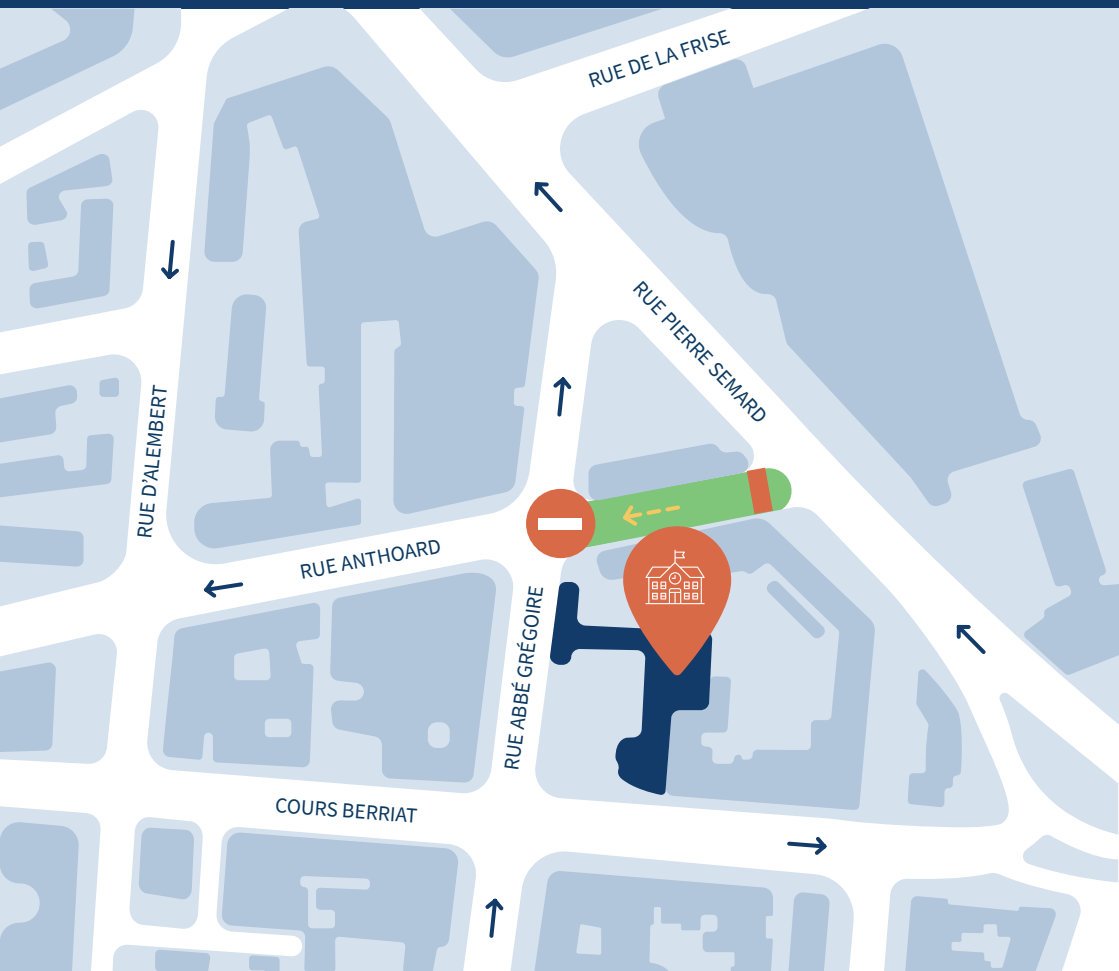 RUE DE LA FRISE
RUE PIERRE SEMARD
RUE D'ALEMBERT
RUE ANTHOARD
RUE ABBÉ GRÉGOIRE
COURS BERRIAT